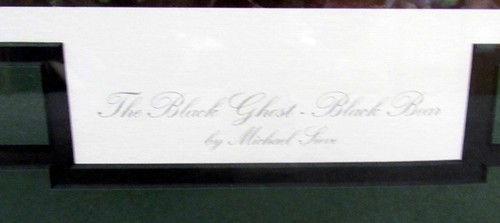 The Black Ghost - Black Bear
by Michael Sieve